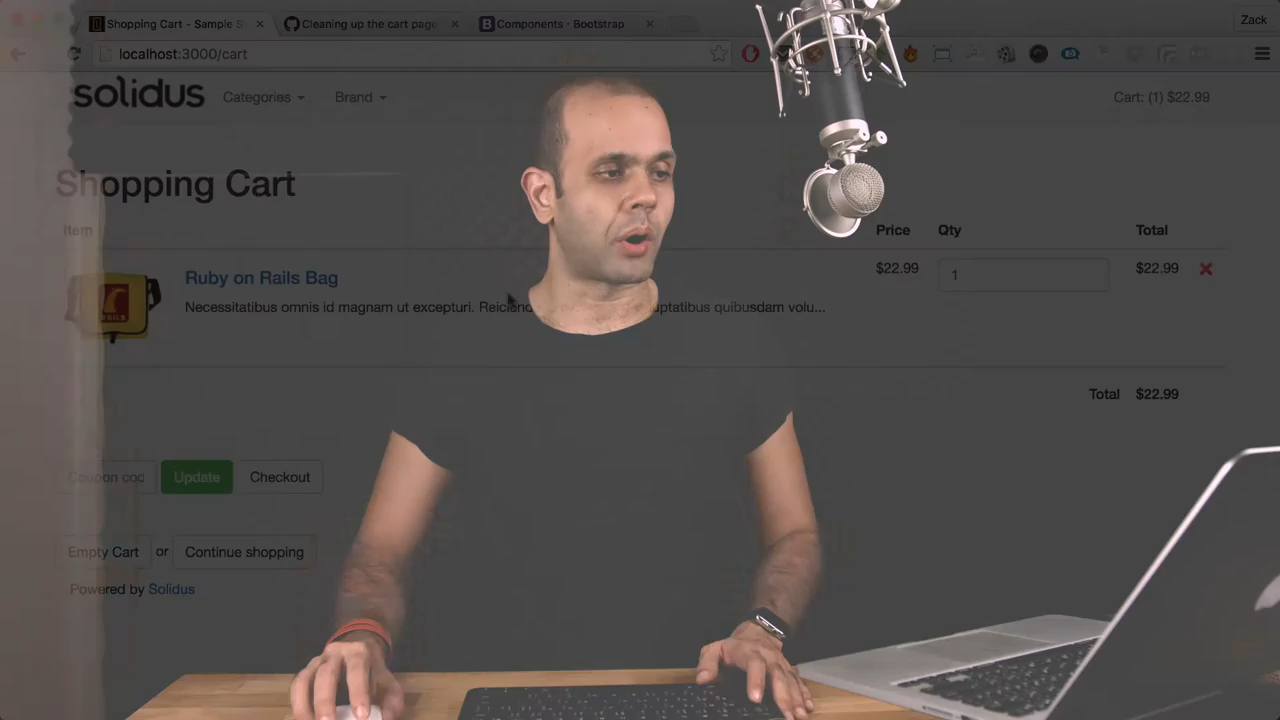 Shopping Cart - Sample S
Cleaning up the cart page
Components · Bootstrap
Zack
localhost:3000/cart
solidus
Categories
Brand
Cart: (1) $22.99
Shopping Cart
Item
Price
Qty
Total
Ruby on Rails Bag
$22.99
1
$22.99
Necessitatibus omnis id magnam ut excepturi. quibusdam volu...
Total
$22.99
Coupon cod
Update
Checkout
Empty Cart or Continue shopping
Powered by Solidus